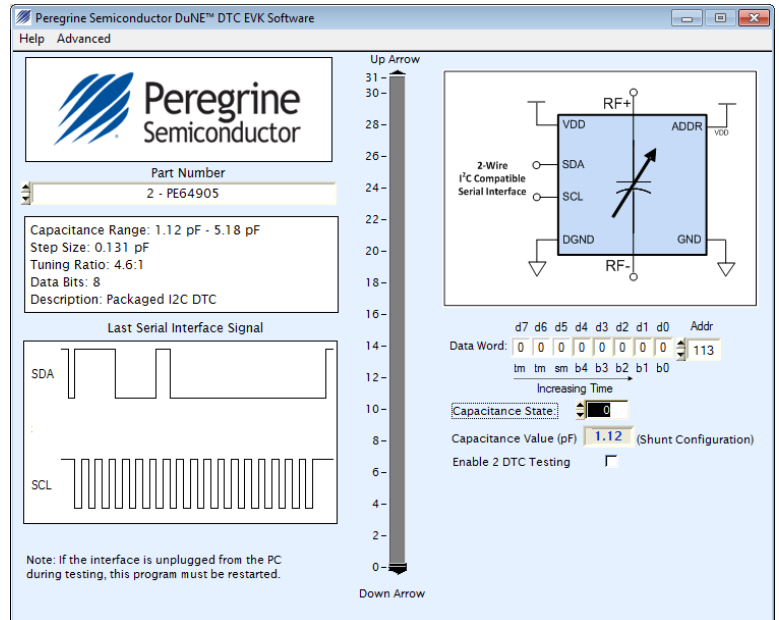 Peregrine Semiconductor DuNE™ DTC EVK Software
Help Advanced
Peregrine
Semiconductor
Part Number
2 - PE64905
Capacitance Range: 1.12 pF - 5.18 pF
Step Size: 0.131 pF
Tuning Ratio: 4.6:1
Data Bits: 8
Description: Packaged I2C DTC
Last Serial Interface Signal
SDA
SCL
Note: If the interface is unplugged from the PC
during testing, this program must be restarted.
Up Arrow
31
30
28
26
24
22
20
18
16
14
12
10
8
6
4
2
0
Down Arrow
RF+
VDD
ADDR
VDD
2-Wire
I²C Compatible
Serial Interface
SDA
SCL
DGND
GND
RF-
d7 d6 d5 d4 d3 d2 d1 d0 Addr
Data Word: 0 0 0 0 0 0 0 0 113
tm tm sm b4 b3 b2 b1 b0
Increasing Time
Capacitance State: 0
Capacitance Value (pF) 1.12 (Shunt Configuration)
Enable 2 DTC Testing